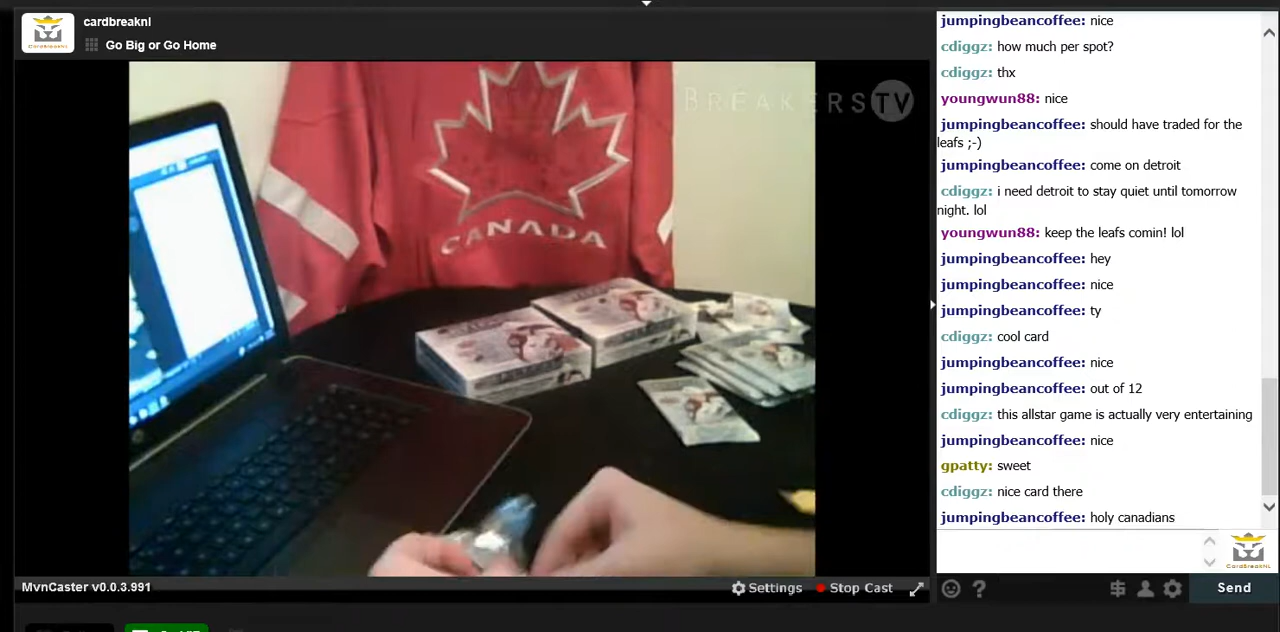 cardbreaknl
Go Big or Go Home
CARDBREAKNL
BREAKERSTV
CANADA
MvnCaster v0.0.3.991
Settings
Stop Cast
jumpingbeancoffee: nice
cdiggz: how much per spot?
cdiggz: thx
youngwun88: nice
jumpingbeancoffee: should have traded for the
leafs ;-)
jumpingbeancoffee: come on detroit
cdiggz: i need detroit to stay quiet until tomorrow
night. lol
youngwun88: keep the leafs comin! lol
jumpingbeancoffee: hey
jumpingbeancoffee: nice
jumpingbeancoffee: ty
cdiggz: cool card
jumpingbeancoffee: nice
jumpingbeancoffee: out of 12
cdiggz: this allstar game is actually very entertaining
jumpingbeancoffee: nice
gpatty: sweet
cdiggz: nice card there
jumpingbeancoffee: holy canadians
CARDBREAKNL
?
Send